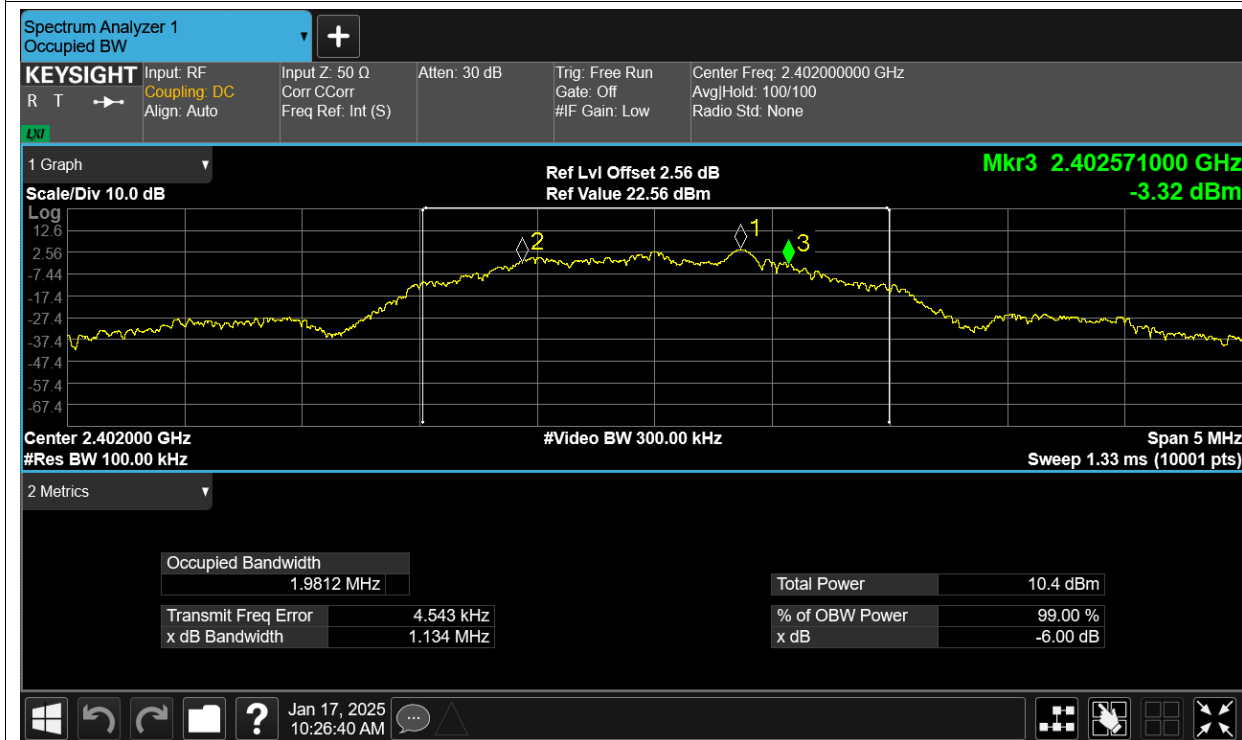 Spectrum Analyzer 1
Occupied BW
KEYSIGHT
R T
LXI
Input: RF
Coupling: DC
Align: Auto
Input Z: 50 Ω
Corr CCorr
Freq Ref: Int (S)
Atten: 30 dB
Trig: Free Run
Gate: Off
#IF Gain: Low
Center Freq: 2.402000000 GHz
Avg|Hold: 100/100
Radio Std: None
1 Graph
Scale/Div 10.0 dB
Ref Lvl Offset 2.56 dB
Ref Value 22.56 dBm
Mkr3 2.402571000 GHz
-3.32 dBm
Log
12.6
2.56
-7.44
-17.4
-27.4
-37.4
-47.4
-57.4
-67.4
2
1
3
Center 2.402000 GHz
#Res BW 100.00 kHz
#Video BW 300.00 kHz
Span 5 MHz
Sweep 1.33 ms (10001 pts)
2 Metrics
Occupied Bandwidth
1.9812 MHz
Transmit Freq Error 4.543 kHz
x dB Bandwidth 1.134 MHz
Total Power 10.4 dBm
% of OBW Power 99.00 %
x dB -6.00 dB
?
Jan 17, 2025
10:26:40 AM